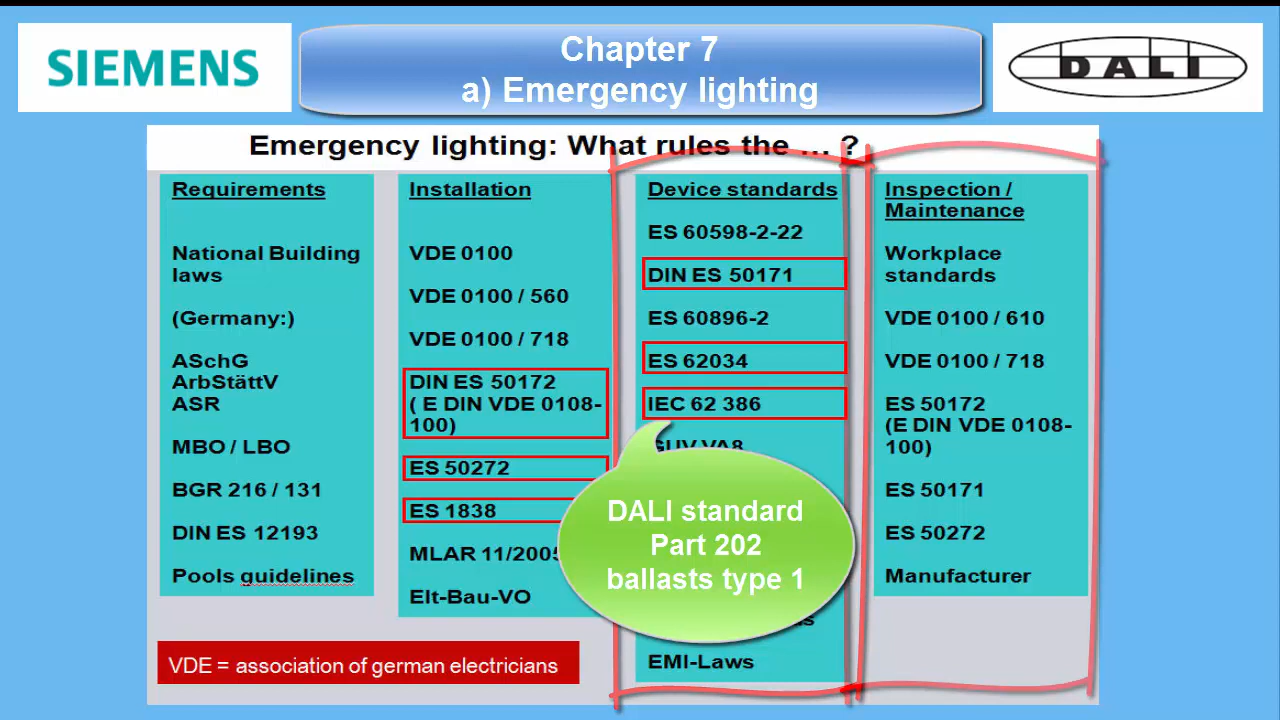 SIEMENS
Chapter 7
a) Emergency lighting
DALI
Emergency lighting: What rules the ... ?
Requirements
National Building
laws
(Germany:)
ASchG
ArbStättV
ASR
MBO / LBO
BGR 216 / 131
DIN ES 12193
Pools guidelines
Installation
VDE 0100
VDE 0100 / 560
VDE 0100 / 718
DIN ES 50172
( E DIN VDE 0108-
100)
ES 50272
ES 1838
MLAR 11/2005
Elt-Bau-VO
Device standards
ES 60598-2-22
DIN ES 50171
ES 60896-2
ES 62034
IEC 62 386
GUV VA8
DALI standard
Part 202
ballasts type 1
EMI-Laws
Inspection /
Maintenance
Workplace
standards
VDE 0100 / 610
VDE 0100 / 718
ES 50172
(E DIN VDE 0108-
100)
ES 50171
ES 50272
Manufacturer
VDE = association of german electricians